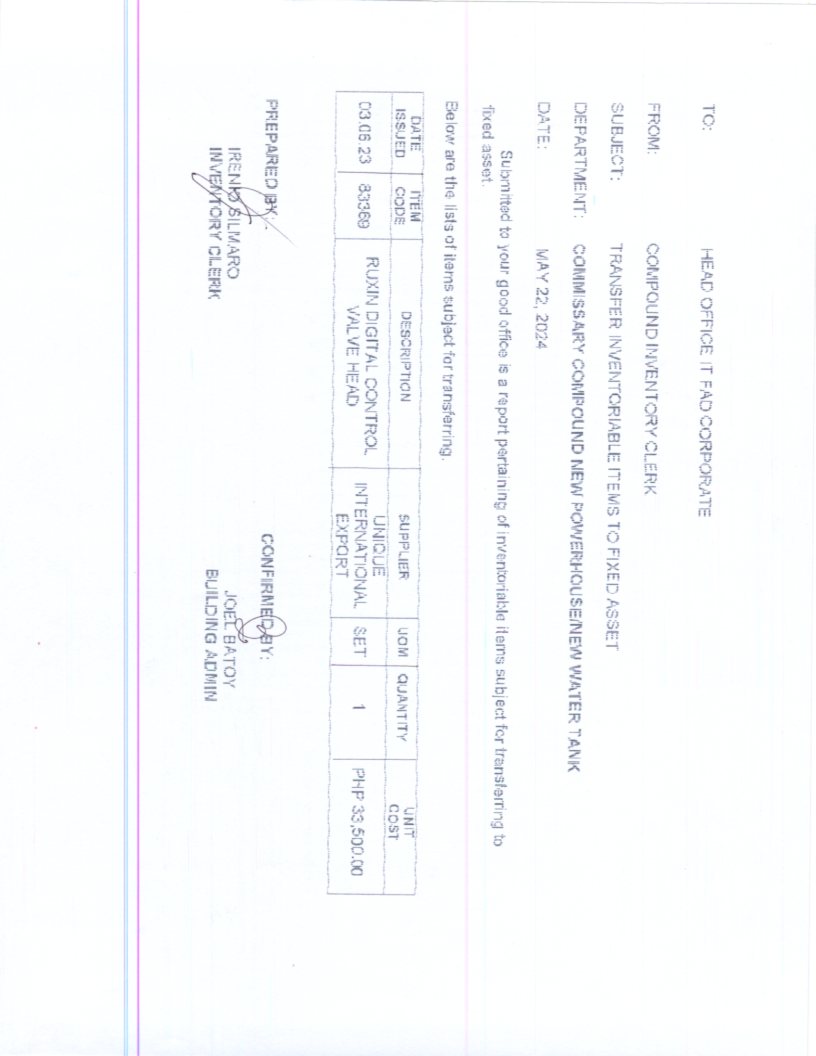 TO: HEAD OFFICE IT FAD CORPORATE
FROM: COMPOUND INVENTORY CLERK
SUBJECT: TRANSFER INVENTORIABLE ITEMS TO FIXED ASSET
DEPARTMENT: COMMISSARY COMPOUND NEW POWERHOUSE/NEW WATER TANK
DATE: MAY 22, 2024
Submitted to your good office is a report pertaining of inventoriable items subject for transferring to
fixed asset.
Below are the lists of items subject for transferring.
DATE ISSUED ITEM CODE DESCRIPTION SUPPLIER UOM QUANTITY UNIT COST
03.06.23 83369 RUXIN DIGITAL CONTROL VALVE HEAD UNIQUE INTERNATIONAL EXPORT SET 1 PHP 33,500.00
PREPARED BY: CONFIRMED BY:
IRENO SILMARO JOEL BATOY
INVENTORY CLERK BUILDING ADMIN